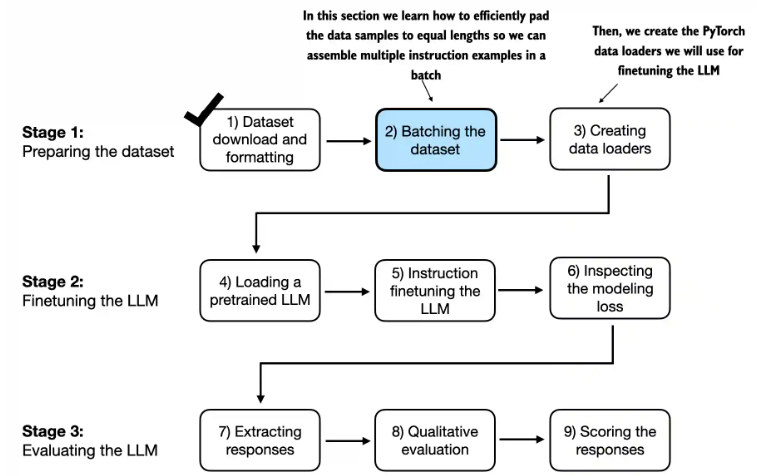 In this section we learn how to efficiently pad
the data samples to equal lengths so we can
assemble multiple instruction examples in a
batch
Then, we create the PyTorch
data loaders we will use for
finetuning the LLM
Stage 1:
Preparing the dataset
1) Dataset
download and
formatting
2) Batching the
dataset
3) Creating
data loaders
Stage 2:
Finetuning the LLM
4) Loading a
pretrained LLM
5) Instruction
finetuning the
LLM
6) Inspecting
the modeling
loss
Stage 3:
Evaluating the LLM
7) Extracting
responses
8) Qualitative
evaluation
9) Scoring the
responses